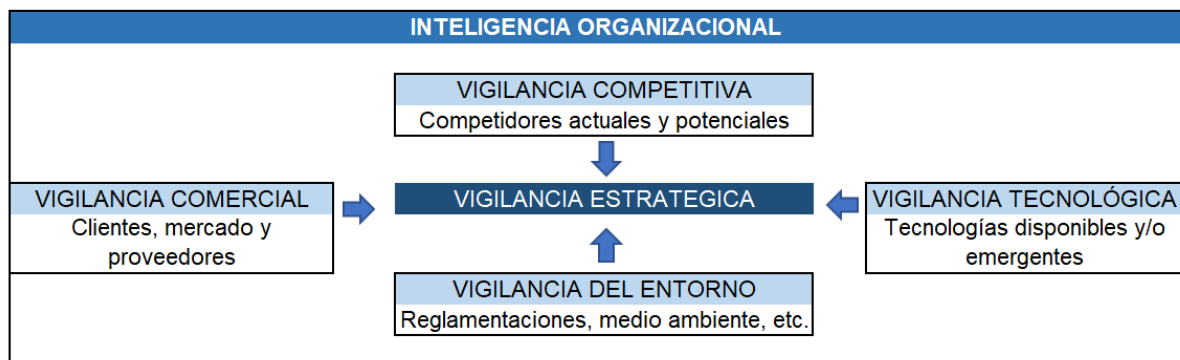 INTELIGENCIA ORGANIZACIONAL
VIGILANCIA COMPETITIVA
Competidores actuales y potenciales
VIGILANCIA COMERCIAL
Clientes, mercado y
proveedores
VIGILANCIA ESTRATEGICA
VIGILANCIA TECNOLÓGICA
Tecnologías disponibles y/o
emergentes
VIGILANCIA DEL ENTORNO
Reglamentaciones, medio ambiente, etc.